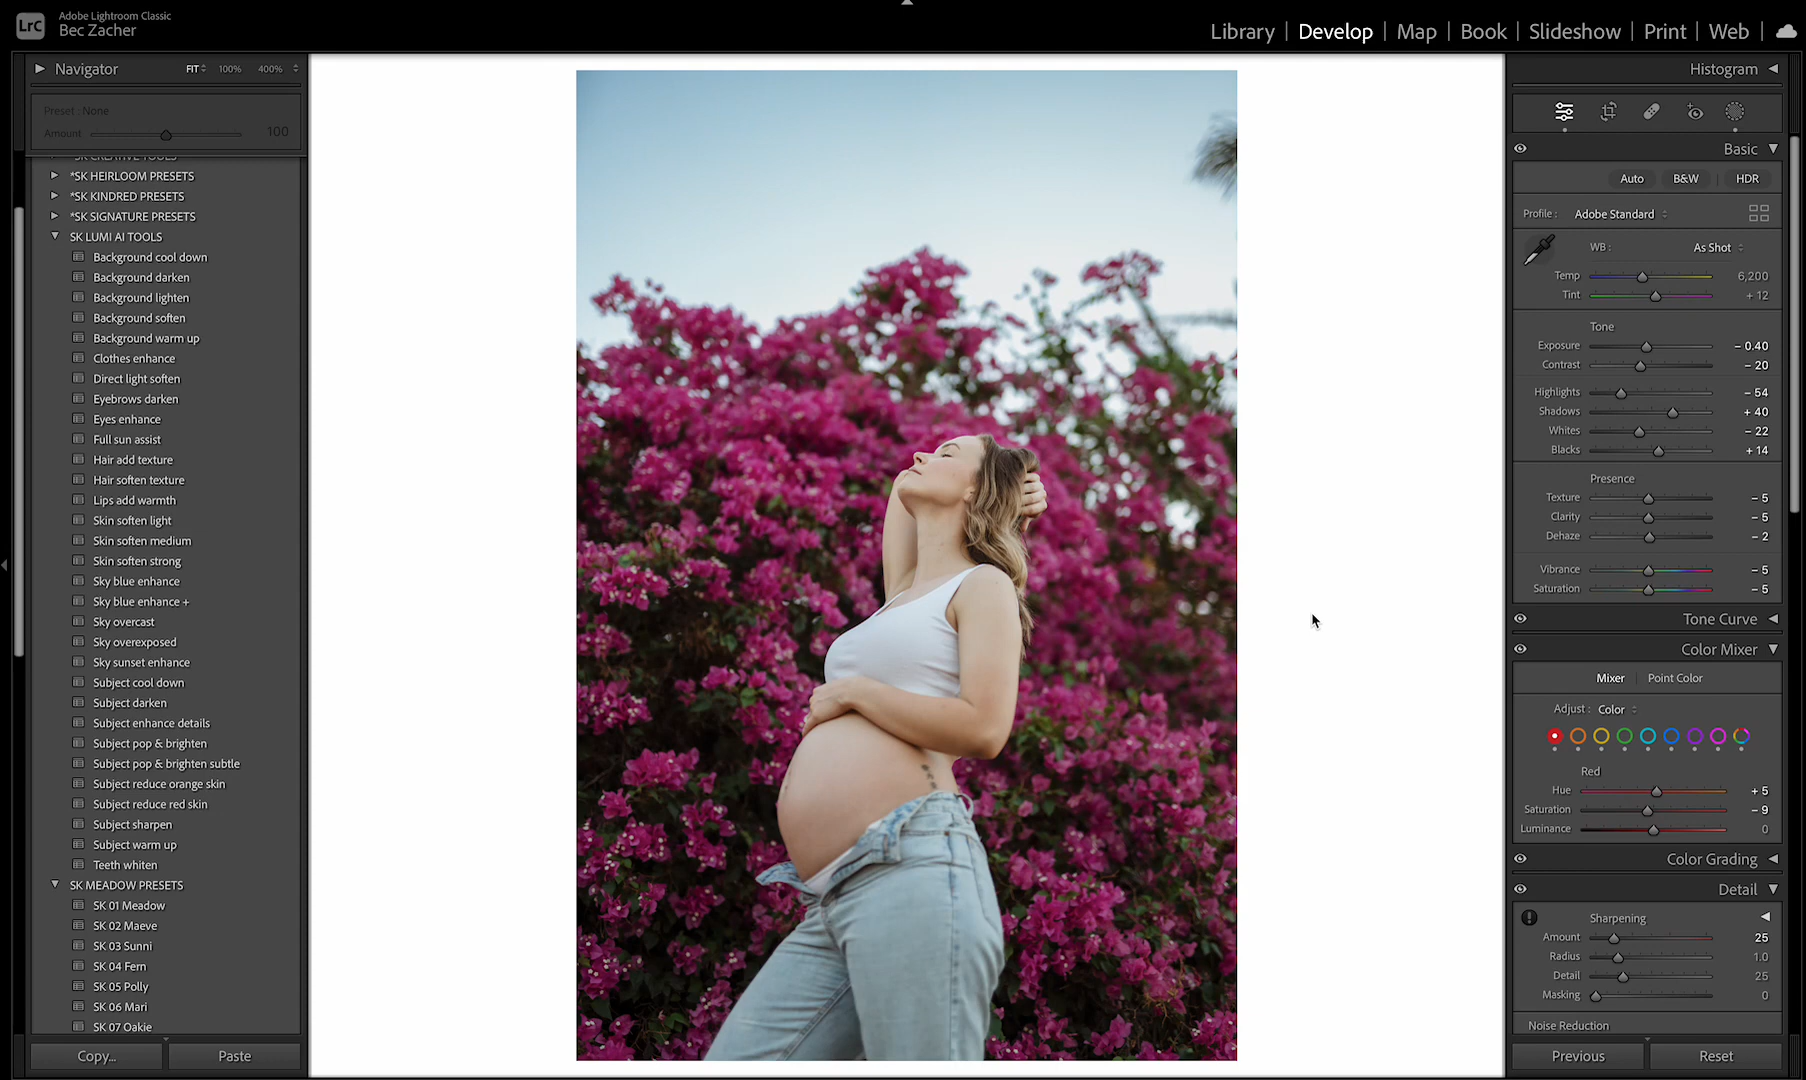 LrC
Adobe Lightroom Classic
Bec Zacher
Library | Develop | Map | Book | Slideshow | Print | Web
Navigator FIT 100% 400%
Preset : None
Amount 100
*SK CREATIVE TOOLS
*SK HEIRLOOM PRESETS
*SK KINDRED PRESETS
*SK SIGNATURE PRESETS
SK LUMI AI TOOLS
Background cool down
Background darken
Background lighten
Background soften
Background warm up
Clothes enhance
Direct light soften
Eyebrows darken
Eyes enhance
Full sun assist
Hair add texture
Hair soften texture
Lips add warmth
Skin soften light
Skin soften medium
Skin soften strong
Sky blue enhance
Sky blue enhance +
Sky overcast
Sky overexposed
Sky sunset enhance
Subject cool down
Subject darken
Subject enhance details
Subject pop & brighten
Subject pop & brighten subtle
Subject reduce orange skin
Subject reduce red skin
Subject sharpen
Subject warm up
Teeth whiten
SK MEADOW PRESETS
SK 01 Meadow
SK 02 Maeve
SK 03 Sunni
SK 04 Fern
SK 05 Polly
SK 06 Mari
SK 07 Oakie
Copy... Paste
Histogram
Basic
Auto B&W | HDR
Profile : Adobe Standard
WB : As Shot
Temp 6,200
Tint + 12
Tone
Exposure – 0.40
Contrast – 20
Highlights – 54
Shadows + 40
Whites – 22
Blacks + 14
Presence
Texture – 5
Clarity – 5
Dehaze – 2
Vibrance – 5
Saturation – 5
Tone Curve
Color Mixer
Mixer | Point Color
Adjust : Color
Red
Hue + 5
Saturation – 9
Luminance 0
Color Grading
Detail
Sharpening
Amount 25
Radius 1.0
Detail 25
Masking 0
Noise Reduction
Previous Reset